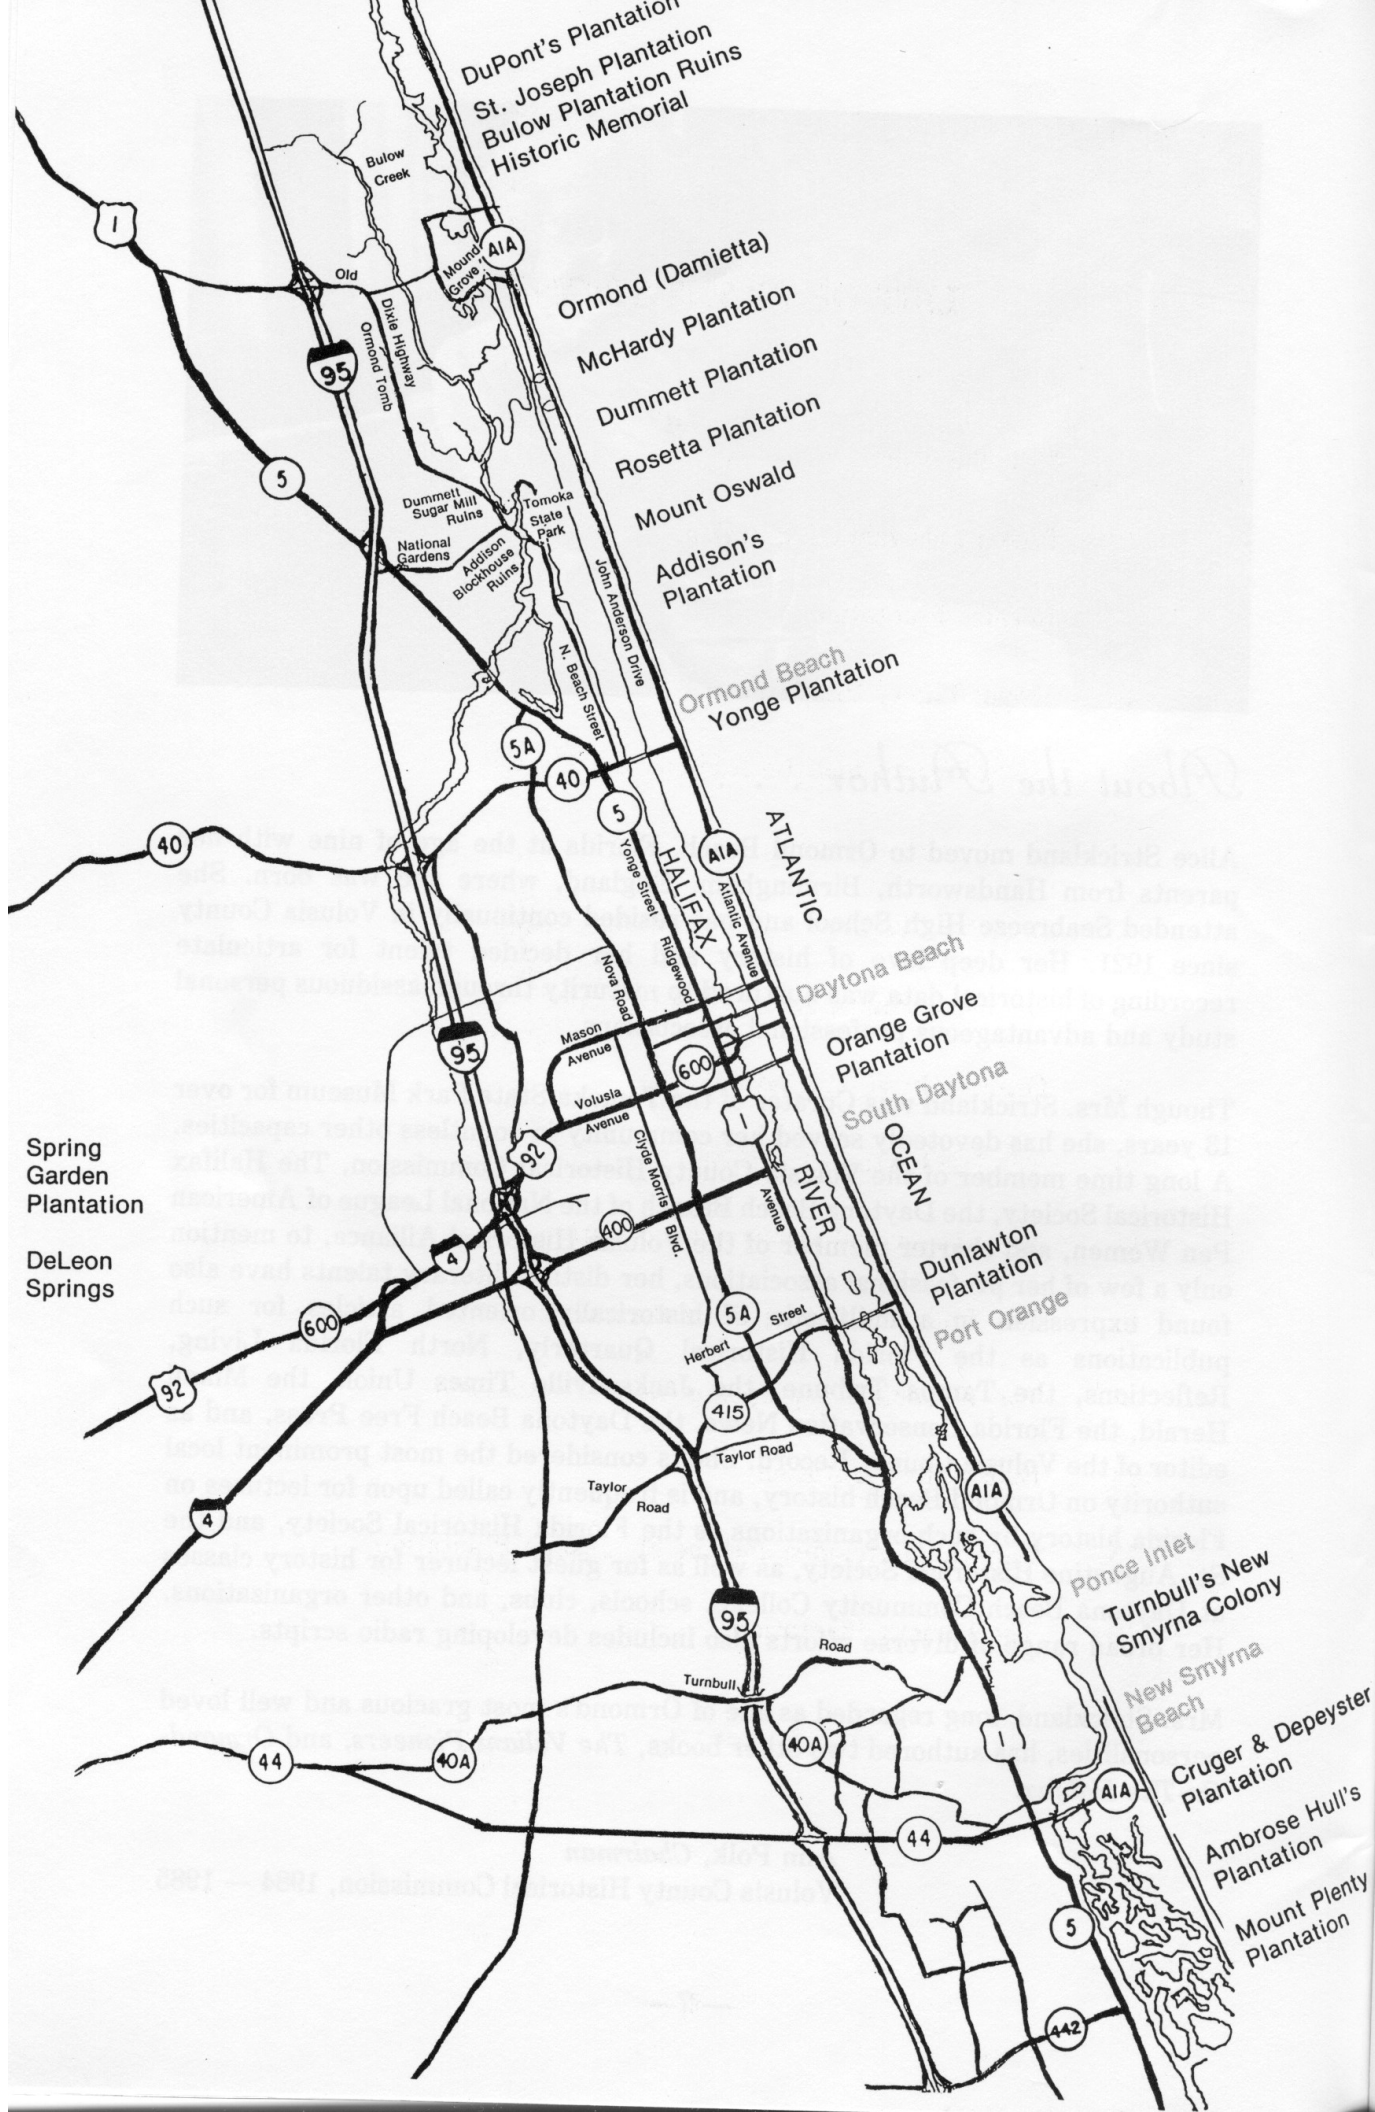 DuPont's Plantation
St. Joseph Plantation
Bulow Plantation Ruins
Historic Memorial
Bulow
Creek
1
A1A
Mound
Grove
Old
Dixie Highway
Ormond Tomb
95
Ormond (Damietta)
McHardy Plantation
Dummett Plantation
Rosetta Plantation
Mount Oswald
Addison's
Plantation
5
Dummett
Sugar Mill
Ruins
Tomoka
State
Park
National
Gardens
Addison
Blockhouse
Ruins
John Anderson Drive
N. Beach Street
Ormond Beach
Yonge Plantation
5A
40
5
40
A1A
ATLANTIC
Yonge Street
HALIFAX
Atlantic Avenue
Ridgewood
Nova Road
Daytona Beach
Orange Grove
Plantation
95
Mason
Avenue
600
South Daytona
Volusia
Avenue
92
OCEAN
Spring
Garden
Plantation
Clyde Morris Blvd.
RIVER
Avenue
400
4
DeLeon
Springs
Dunlawton
Plantation
Port Orange
600
5A
Herbert Street
92
415
Taylor Road
Taylor
Road
A1A
4
Ponce Inlet
Turnbull's New
Smyrna Colony
95
Road
Turnbull
New Smyrna
Beach
1
40A
44
40A
A1A
Cruger & Depeyster
Plantation
44
Ambrose Hull's
Plantation
5
Mount Plenty
Plantation
442